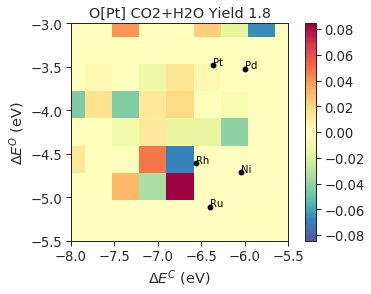 O[Pt] CO2+H2O Yield 1.8
−3.0
−3.5
−4.0
−4.5
−5.0
−5.5
ΔE^O (eV)
Pt
Pd
Rh
Ni
Ru
−8.0 −7.5 −7.0 −6.5 −6.0 −5.5
ΔE^C (eV)
0.08
0.06
0.04
0.02
0.00
−0.02
−0.04
−0.06
−0.08